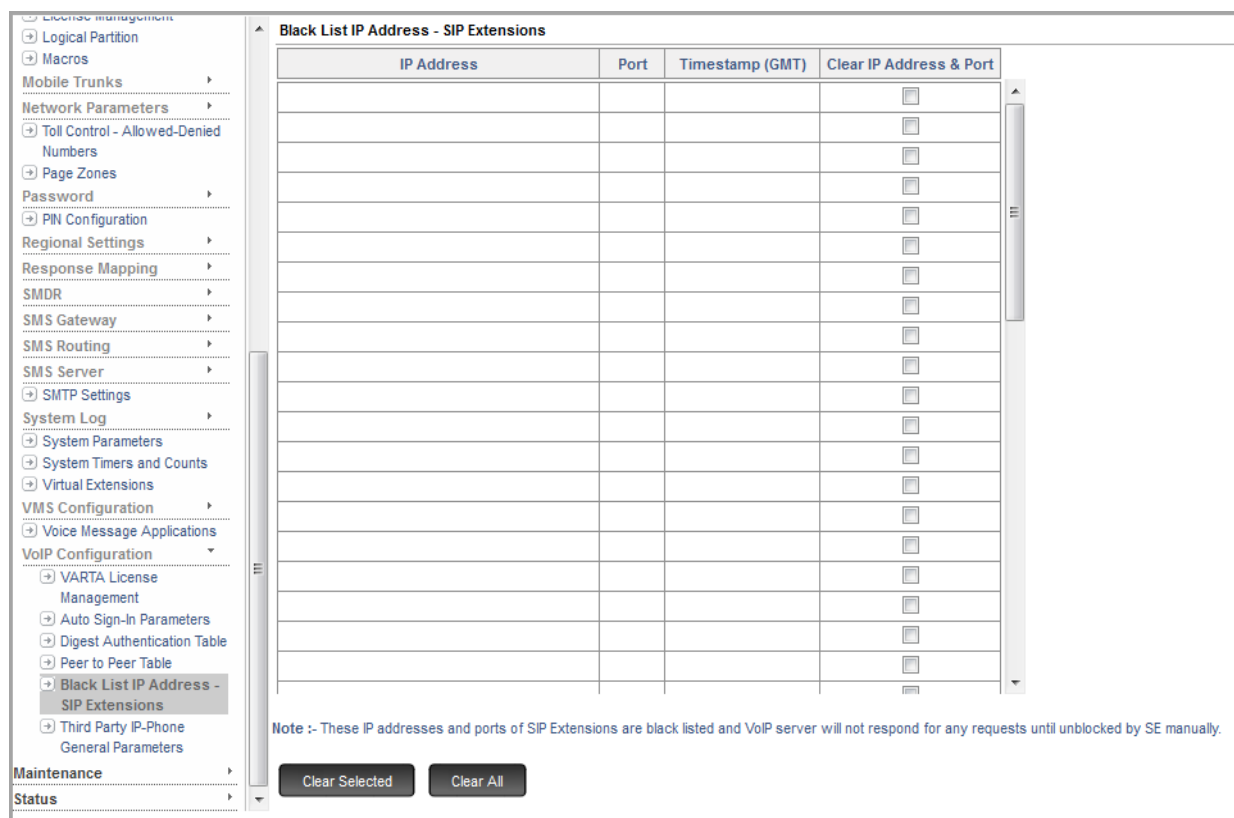 License Management
Logical Partition
Macros
Mobile Trunks
Network Parameters
Toll Control - Allowed-Denied
Numbers
Page Zones
Password
PIN Configuration
Regional Settings
Response Mapping
SMDR
SMS Gateway
SMS Routing
SMS Server
SMTP Settings
System Log
System Parameters
System Timers and Counts
Virtual Extensions
VMS Configuration
Voice Message Applications
VoIP Configuration
VARTA License
Management
Auto Sign-In Parameters
Digest Authentication Table
Peer to Peer Table
Black List IP Address -
SIP Extensions
Third Party IP-Phone
General Parameters
Maintenance
Status
Black List IP Address - SIP Extensions
IP Address Port Timestamp (GMT) Clear IP Address & Port
Note :- These IP addresses and ports of SIP Extensions are black listed and VoIP server will not respond for any requests until unblocked by SE manually.
Clear Selected Clear All